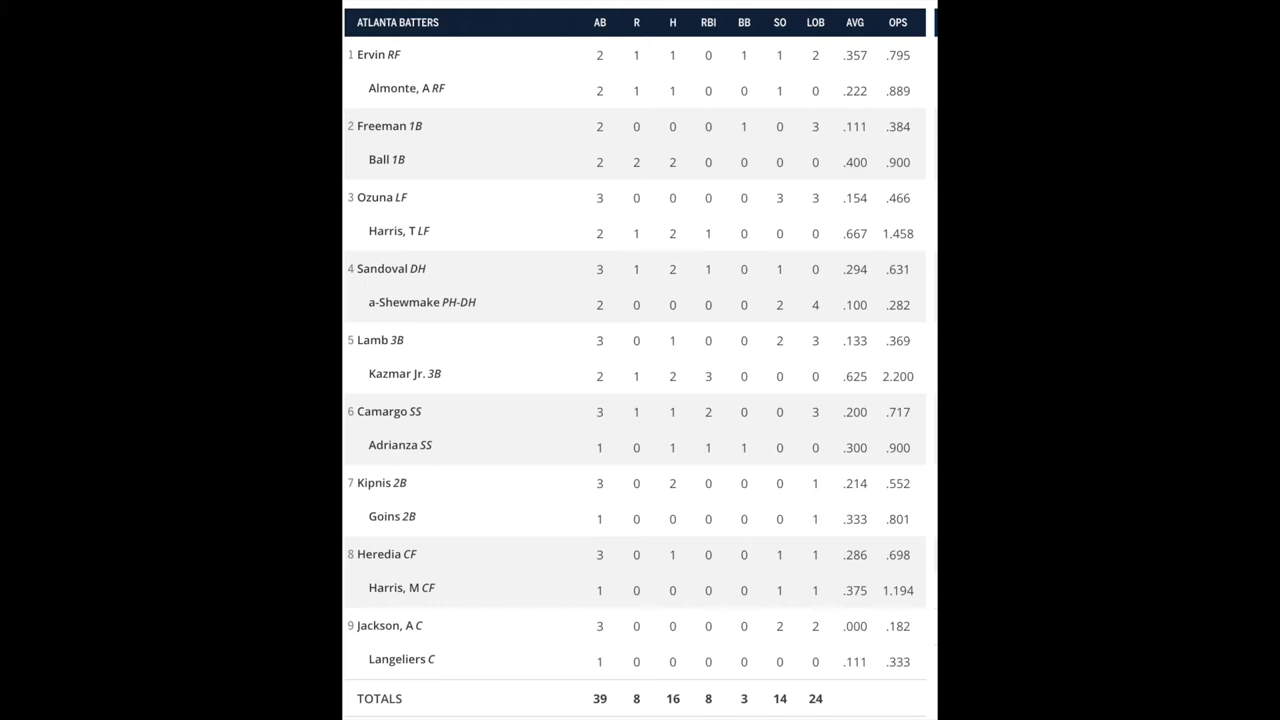 ATLANTA BATTERS AB R H RBI BB SO LOB AVG OPS
1 Ervin RF 2 1 1 0 1 1 2 .357 .795
Almonte, A RF 2 1 1 0 0 1 0 .222 .889
2 Freeman 1B 2 0 0 0 1 0 3 .111 .384
Ball 1B 2 2 2 0 0 0 0 .400 .900
3 Ozuna LF 3 0 0 0 0 3 3 .154 .466
Harris, T LF 2 1 2 1 0 0 0 .667 1.458
4 Sandoval DH 3 1 2 1 0 1 0 .294 .631
a-Shewmake PH-DH 2 0 0 0 0 2 4 .100 .282
5 Lamb 3B 3 0 1 0 0 2 3 .133 .369
Kazmar Jr. 3B 2 1 2 3 0 0 0 .625 2.200
6 Camargo SS 3 1 1 2 0 0 3 .200 .717
Adrianza SS 1 0 1 1 1 0 0 .300 .900
7 Kipnis 2B 3 0 2 0 0 0 1 .214 .552
Goins 2B 1 0 0 0 0 0 1 .333 .801
8 Heredia CF 3 0 1 0 0 1 1 .286 .698
Harris, M CF 1 0 0 0 0 1 1 .375 1.194
9 Jackson, A C 3 0 0 0 0 2 2 .000 .182
Langeliers C 1 0 0 0 0 0 0 .111 .333
TOTALS 39 8 16 8 3 14 24